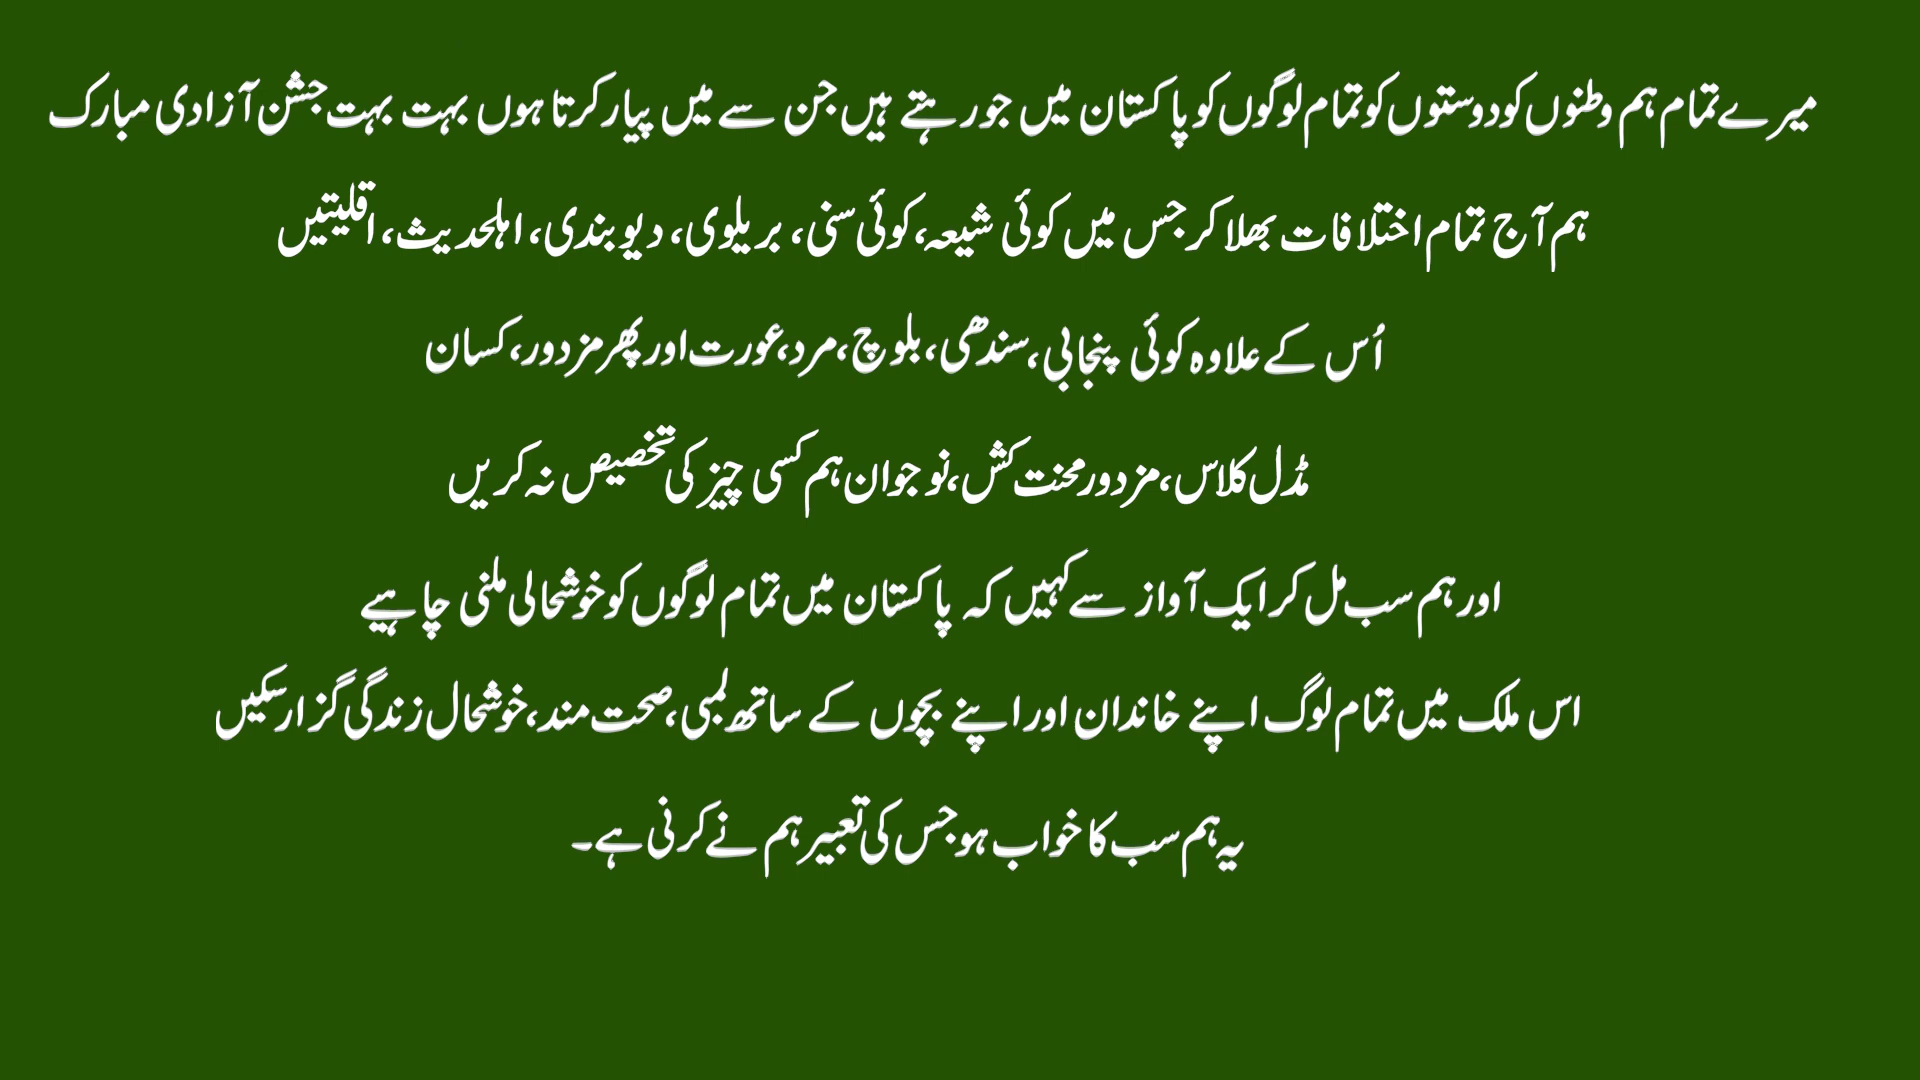 میرے تمام ہم وطنوں کو دوستوں کو تمام لوگوں کو پاکستان میں جو رہتے ہیں جن سے میں پیار کرتا ہوں بہت بہت جشن آزادی مبارک
ہم آج تمام اختلافات بھلا کر جس میں کوئی شیعہ، کوئی سنی، بریلوی، دیوبندی، اہلحدیث، اقلیتیں
اُس کے علاوہ کوئی پنجابی، سندھی، بلوچ، مرد، عورت اور پھر مزدور، کسان
مڈل کلاس، مزدور محنت کش، نوجوان ہم کسی چیز کی تخصیص نہ کریں
اور ہم سب مل کر ایک آواز سے کہیں کہ پاکستان میں تمام لوگوں کو خوشحالی ملنی چاہیے
اس ملک میں تمام لوگ اپنے خاندان اور اپنے بچوں کے ساتھ لمبی، صحت مند، خوشحال زندگی گزار سکیں
یہ ہم سب کا خواب ہو جس کی تعبیر ہم نے کرنی ہے۔